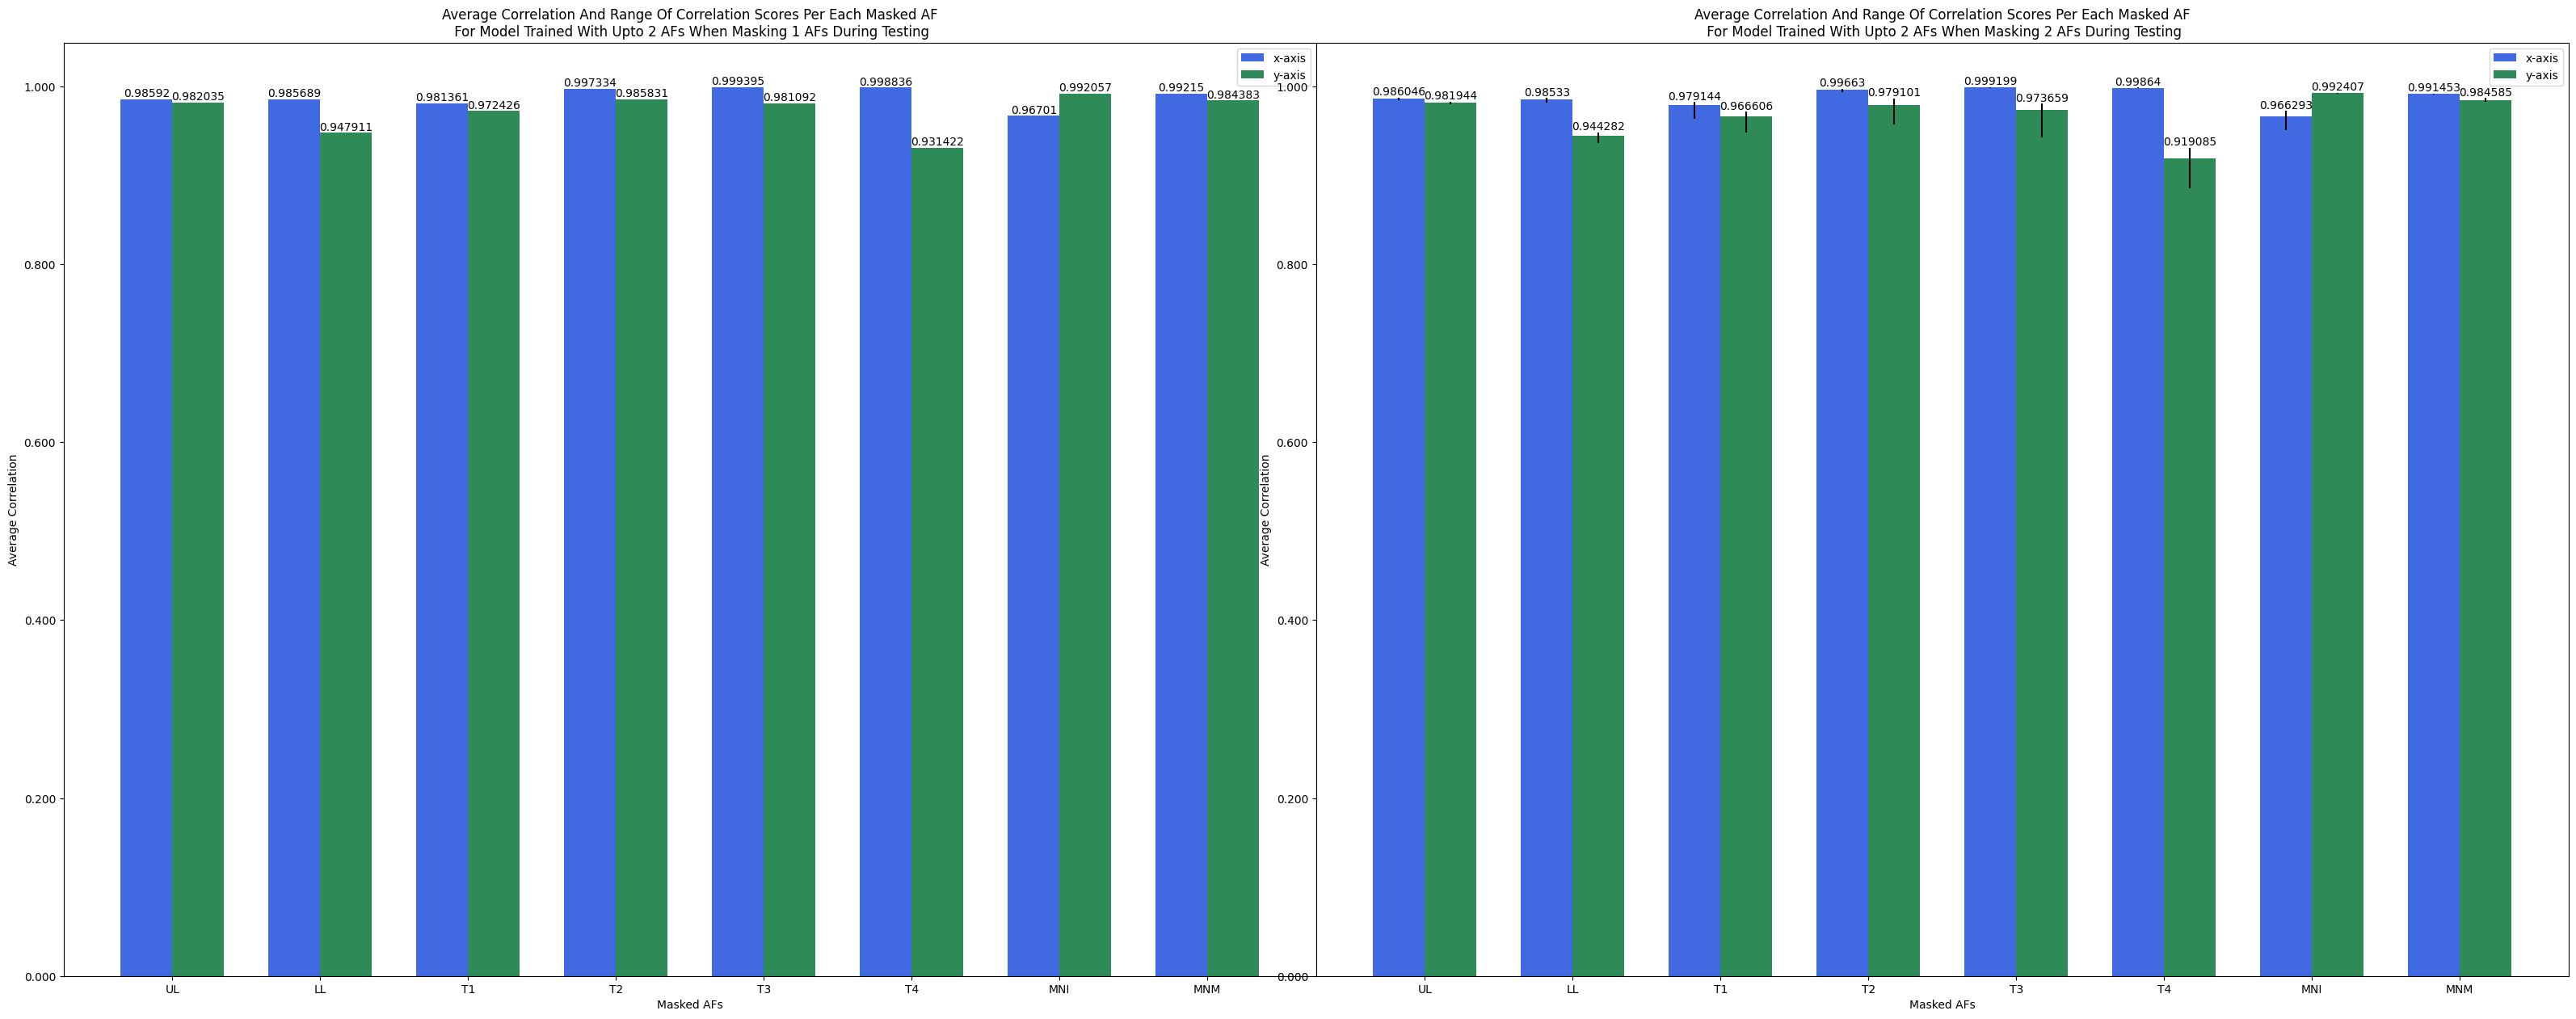 Average Correlation And Range Of Correlation Scores Per Each Masked AF
For Model Trained With Upto 2 AFs When Masking 1 AFs During Testing
x-axis
y-axis
Average Correlation
1.000
0.800
0.600
0.400
0.200
0.000
0.98592
0.982035
0.985689
0.947911
0.981361
0.972426
0.997334
0.985831
0.999395
0.981092
0.998836
0.931422
0.96701
0.992057
0.99215
0.984383
UL
LL
T1
T2
T3
T4
MNI
MNM
Masked AFs
Average Correlation And Range Of Correlation Scores Per Each Masked AF
For Model Trained With Upto 2 AFs When Masking 2 AFs During Testing
x-axis
y-axis
Average Correlation
1.000
0.800
0.600
0.400
0.200
0.000
0.986046
0.981944
0.98533
0.944282
0.979144
0.966606
0.99663
0.979101
0.999199
0.973659
0.99864
0.919085
0.966293
0.992407
0.991453
0.984585
UL
LL
T1
T2
T3
T4
MNI
MNM
Masked AFs